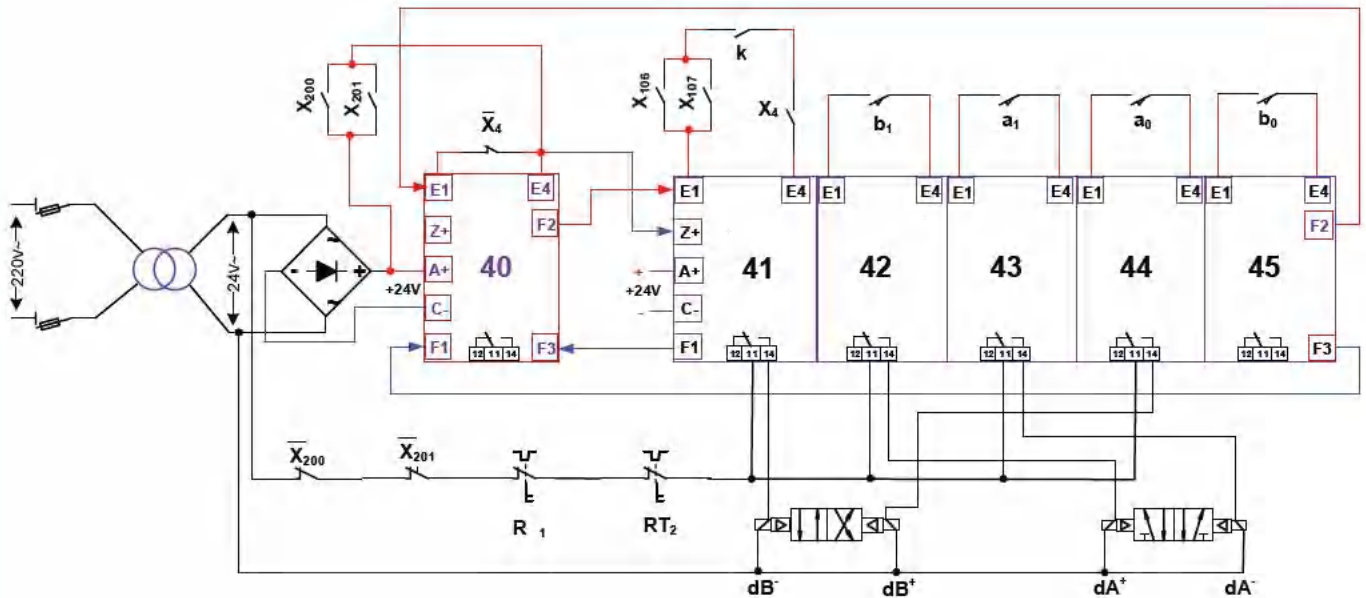 k
X200 X201 X106 X107 X4
X̅4 b1 a1 a0 b0
E1 E4 E1 E4 E1 E4 E1 E4 E1 E4 E1 E4
F2 F2
Z+ Z+
220V~ 24V~ - + ~ ~
40 41 42 43 44 45
A+ A+
+24V + +24V -
C- C-
F1 F3 F1 F3
12 11 14 12 11 14 12 11 14 12 11 14 12 11 14 12 11 14
X̅200 X̅201
R 1 RT2
dB- dB+ dA+ dA-